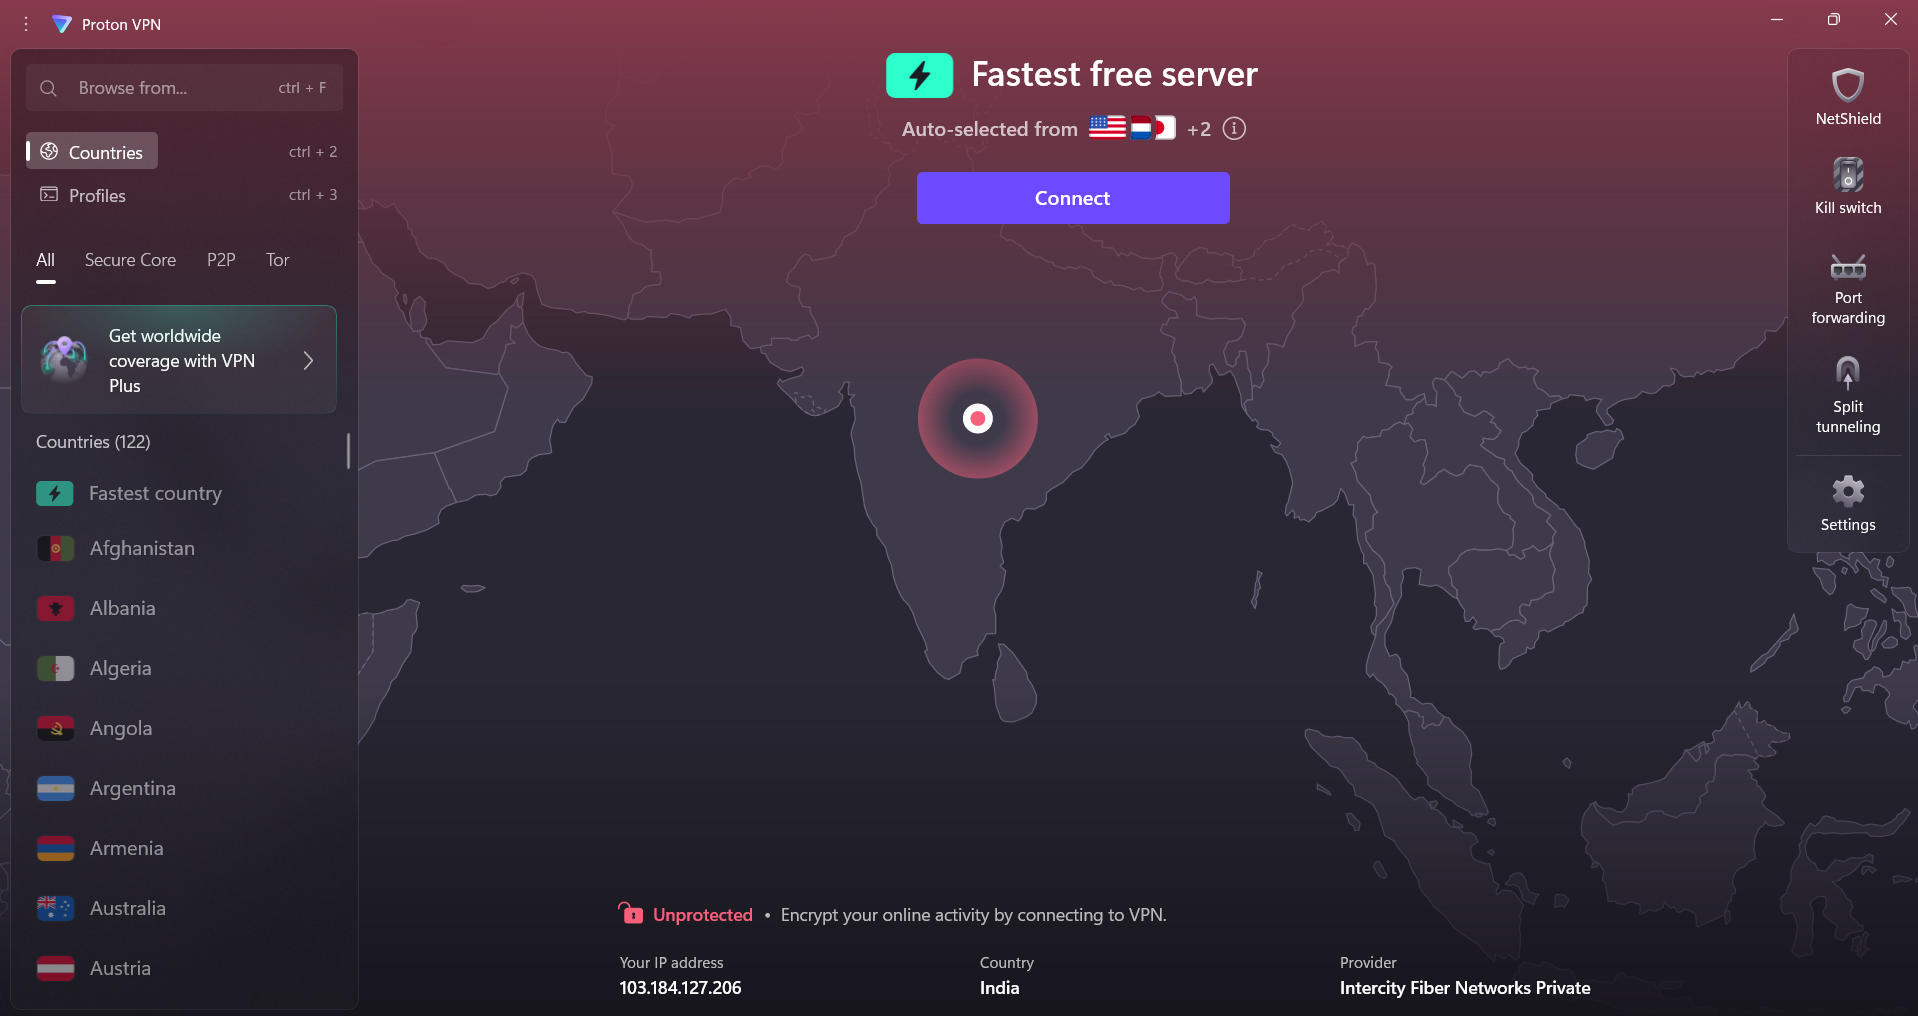 Proton VPN
Browse from...
ctrl + F
Countries
ctrl + 2
Profiles
ctrl + 3
All
Secure Core
P2P
Tor
Get worldwide
coverage with VPN
Plus
Countries (122)
Fastest country
Afghanistan
Albania
Algeria
Angola
Argentina
Armenia
Australia
Austria
Fastest free server
Auto-selected from
+2
Connect
Unprotected • Encrypt your online activity by connecting to VPN.
Your IP address
103.184.127.206
Country
India
Provider
Intercity Fiber Networks Private
NetShield
Kill switch
Port
forwarding
Split
tunneling
Settings